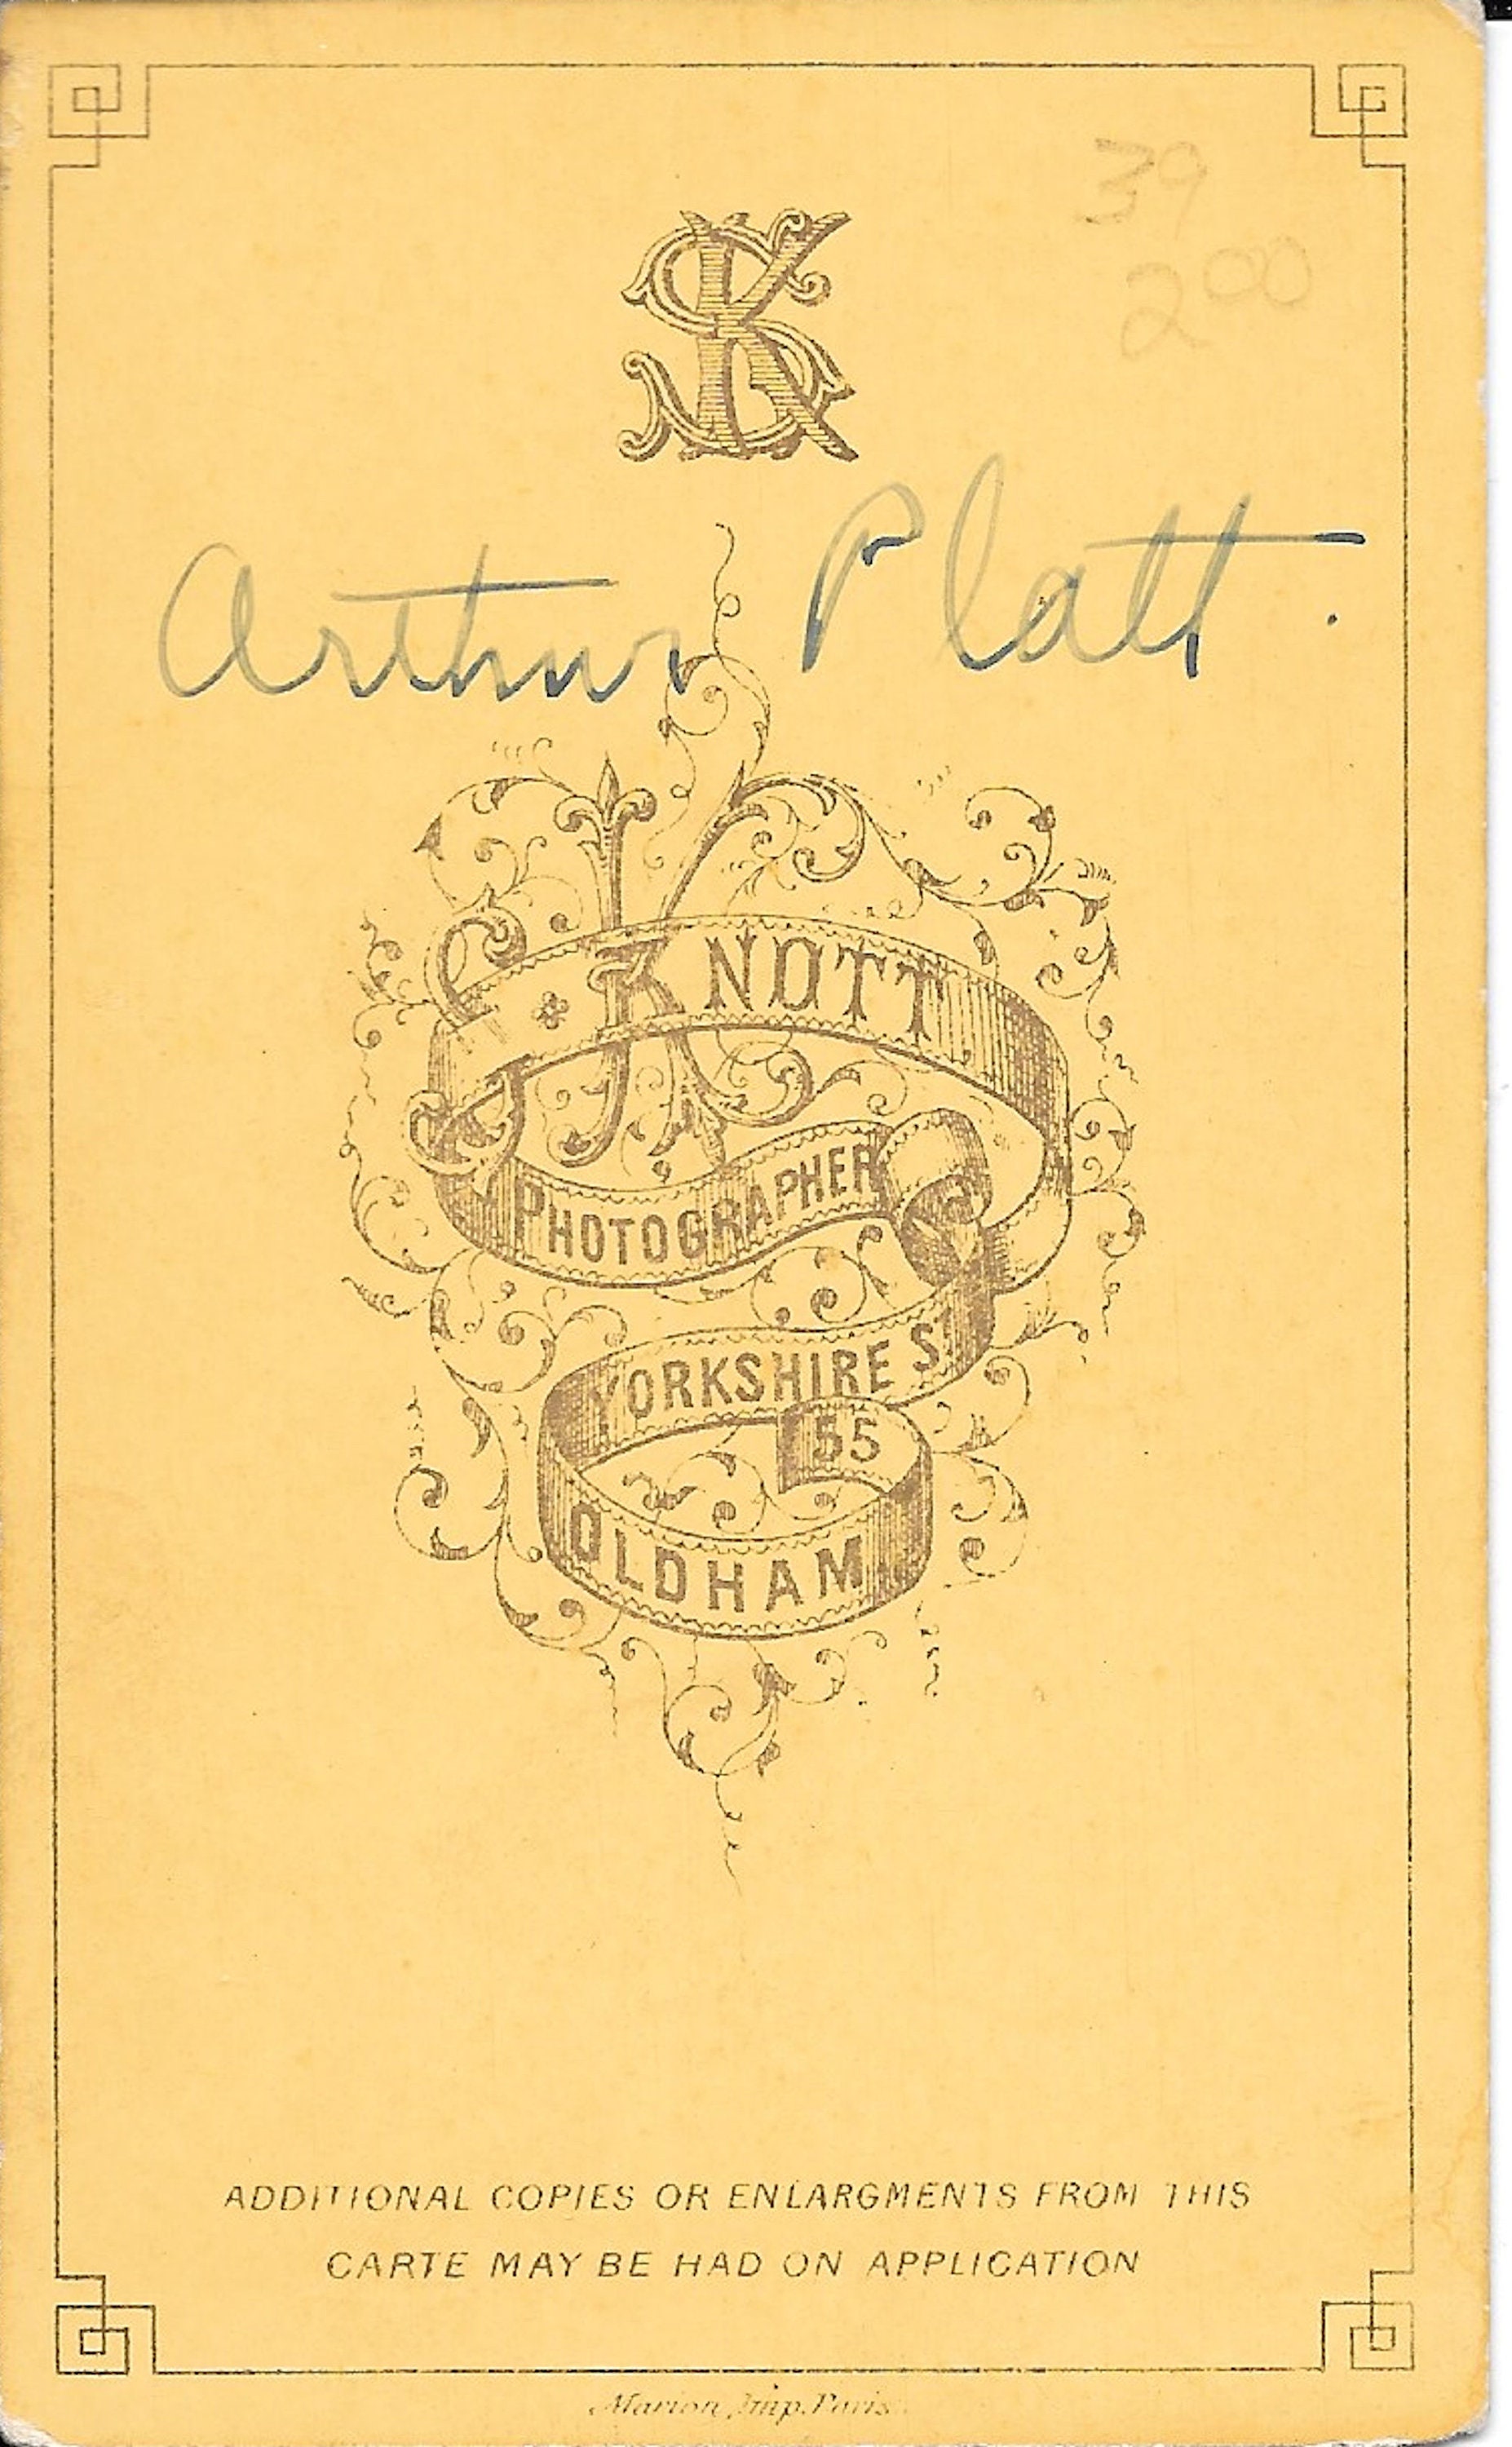 39
2 00
SK
Arthur Platt.
S KNOTT
PHOTOGRAPHER
YORKSHIRE ST
55
OLDHAM
ADDITIONAL COPIES OR ENLARGMENTS FROM THIS
CARTE MAY BE HAD ON APPLICATION
Marion Imp. Paris